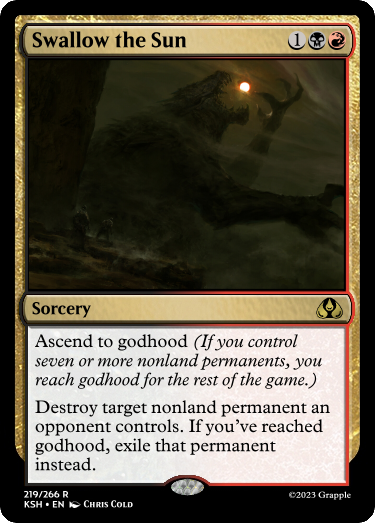 Swallow the Sun 1
Sorcery
Ascend to godhood (If you control
seven or more nonland permanents, you
reach godhood for the rest of the game.)
Destroy target nonland permanent an
opponent controls. If you've reached
godhood, exile that permanent
instead.
219/266 R
KSH • EN Chris Cold
©2023 Grapple